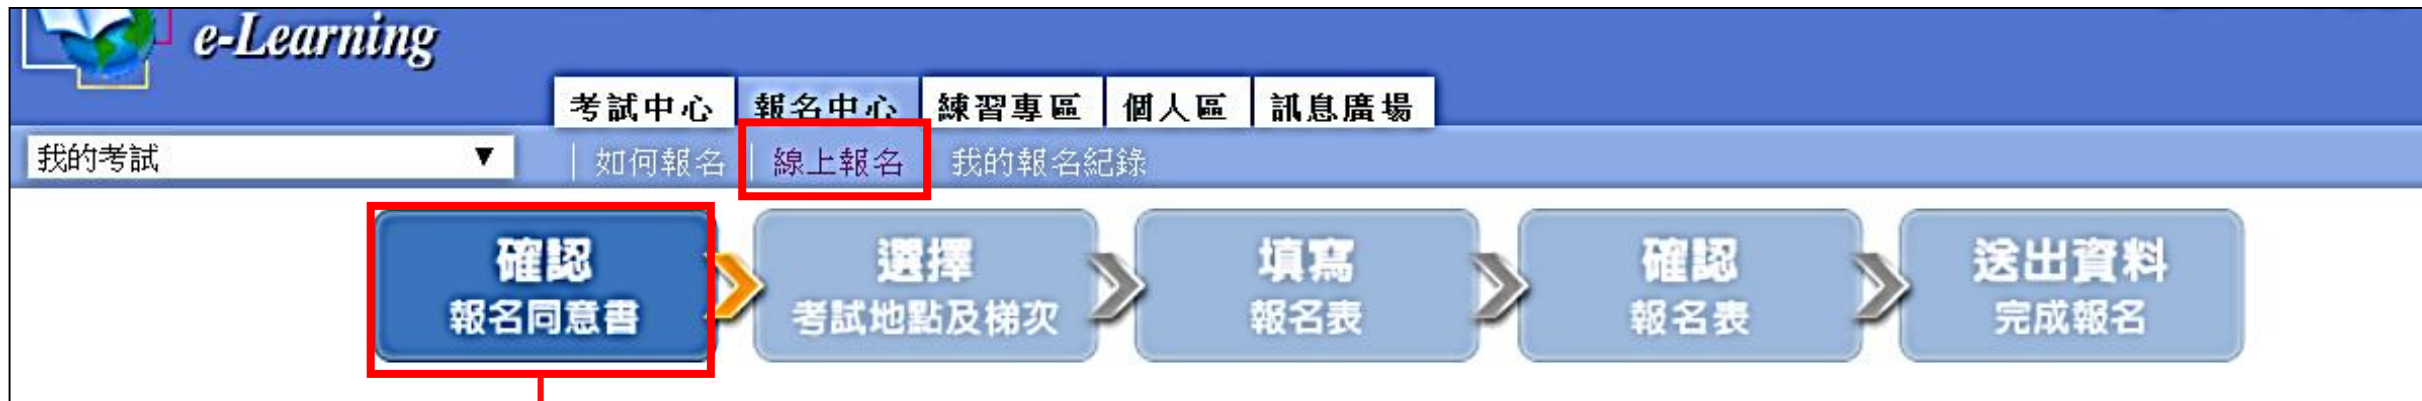 e-Learning
考試中心 報名中心 練習專區 個人區 訊息廣場
我的考試 ▼ | 如何報名 | 線上報名 我的報名紀錄
確認 選擇 填寫 確認 送出資料
報名同意書 考試地點及梯次 報名表 報名表 完成報名